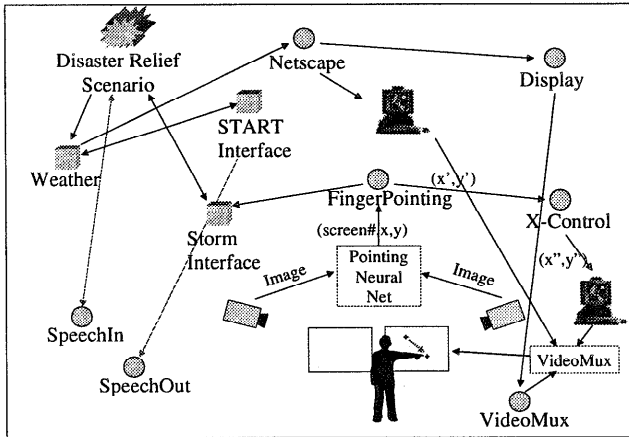 Disaster Relief
Scenario
Netscape
Display
START
Interface
Weather
FingerPointing
(x',y')
X-Control
Storm
Interface
(screen#,x,y)
(x",y")
Pointing
Neural
Net
Image
Image
SpeechIn
SpeechOut
VideoMux
VideoMux